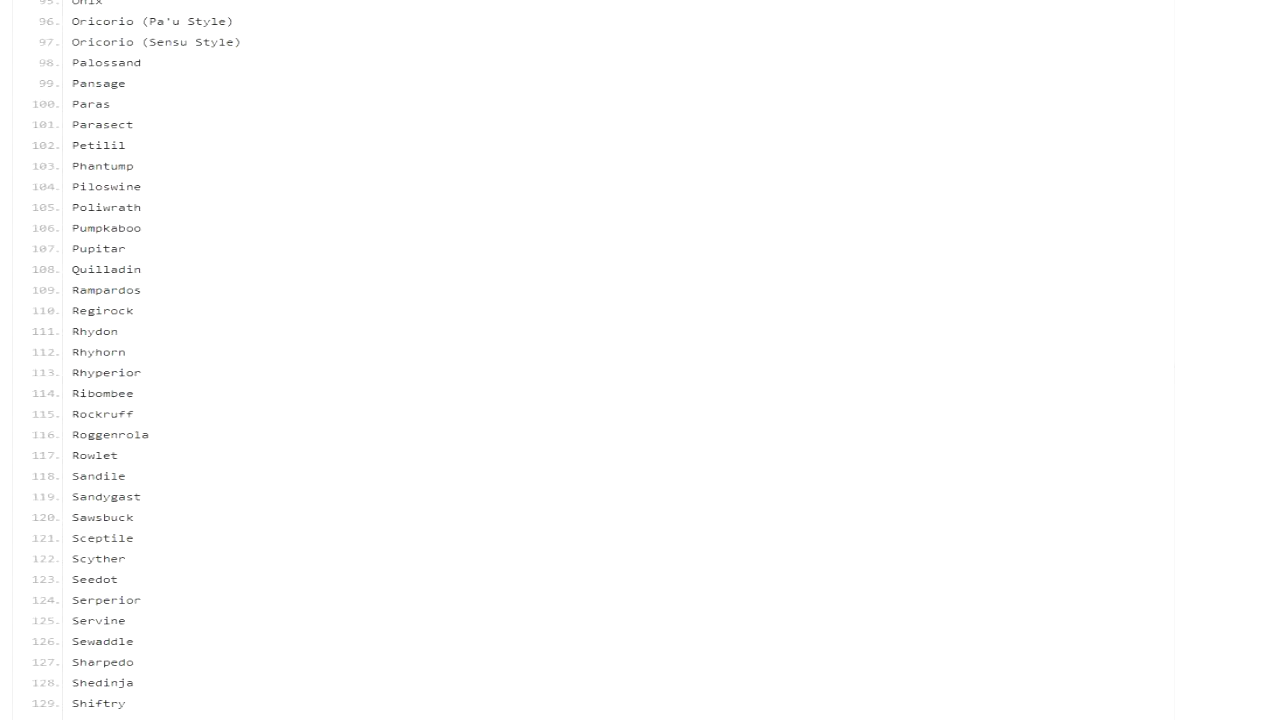 95. Onix
96. Oricorio (Pa'u Style)
97. Oricorio (Sensu Style)
98. Palossand
99. Pansage
100. Paras
101. Parasect
102. Petilil
103. Phantump
104. Piloswine
105. Poliwrath
106. Pumpkaboo
107. Pupitar
108. Quilladin
109. Rampardos
110. Regirock
111. Rhydon
112. Rhyhorn
113. Rhyperior
114. Ribombee
115. Rockruff
116. Roggenrola
117. Rowlet
118. Sandile
119. Sandygast
120. Sawsbuck
121. Sceptile
122. Scyther
123. Seedot
124. Serperior
125. Servine
126. Sewaddle
127. Sharpedo
128. Shedinja
129. Shiftry